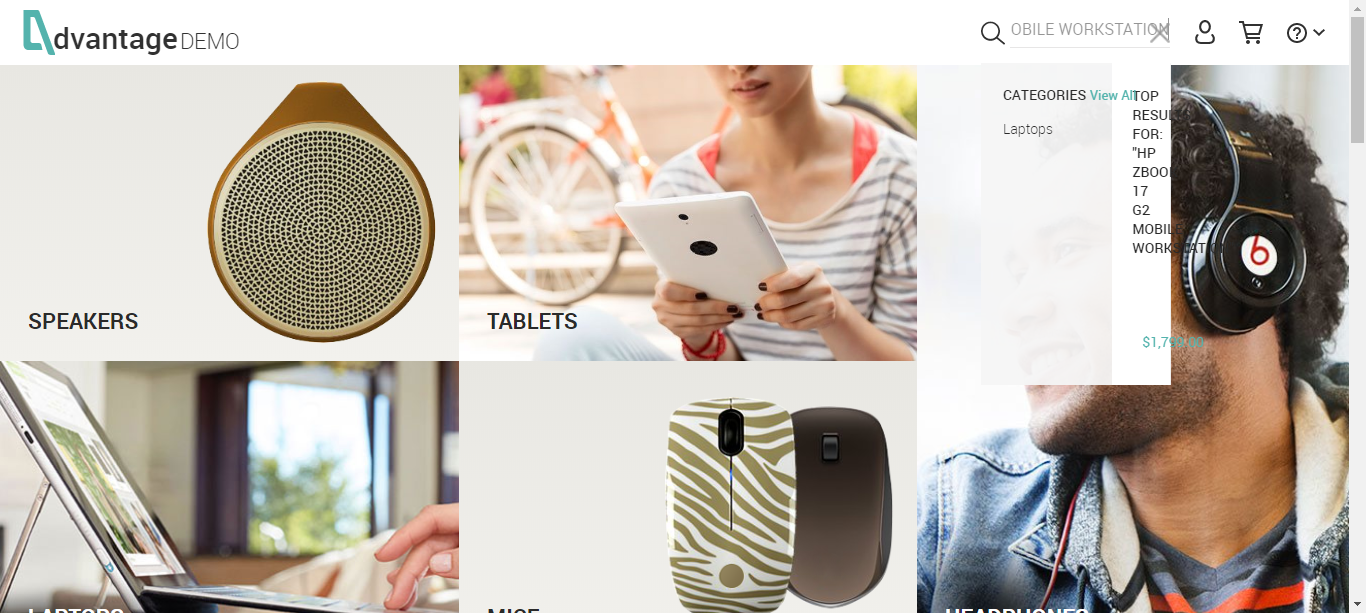 dvantage DEMO
OBILE WORKSTATION
CATEGORIES View All
Laptops
TOP
RESUL
FOR:
"HP
ZBOOK
17
G2
MOBILE
WORKSTATION
$1,799.00
SPEAKERS
TABLETS
LAPTOPS
MICE
HEADPHONES